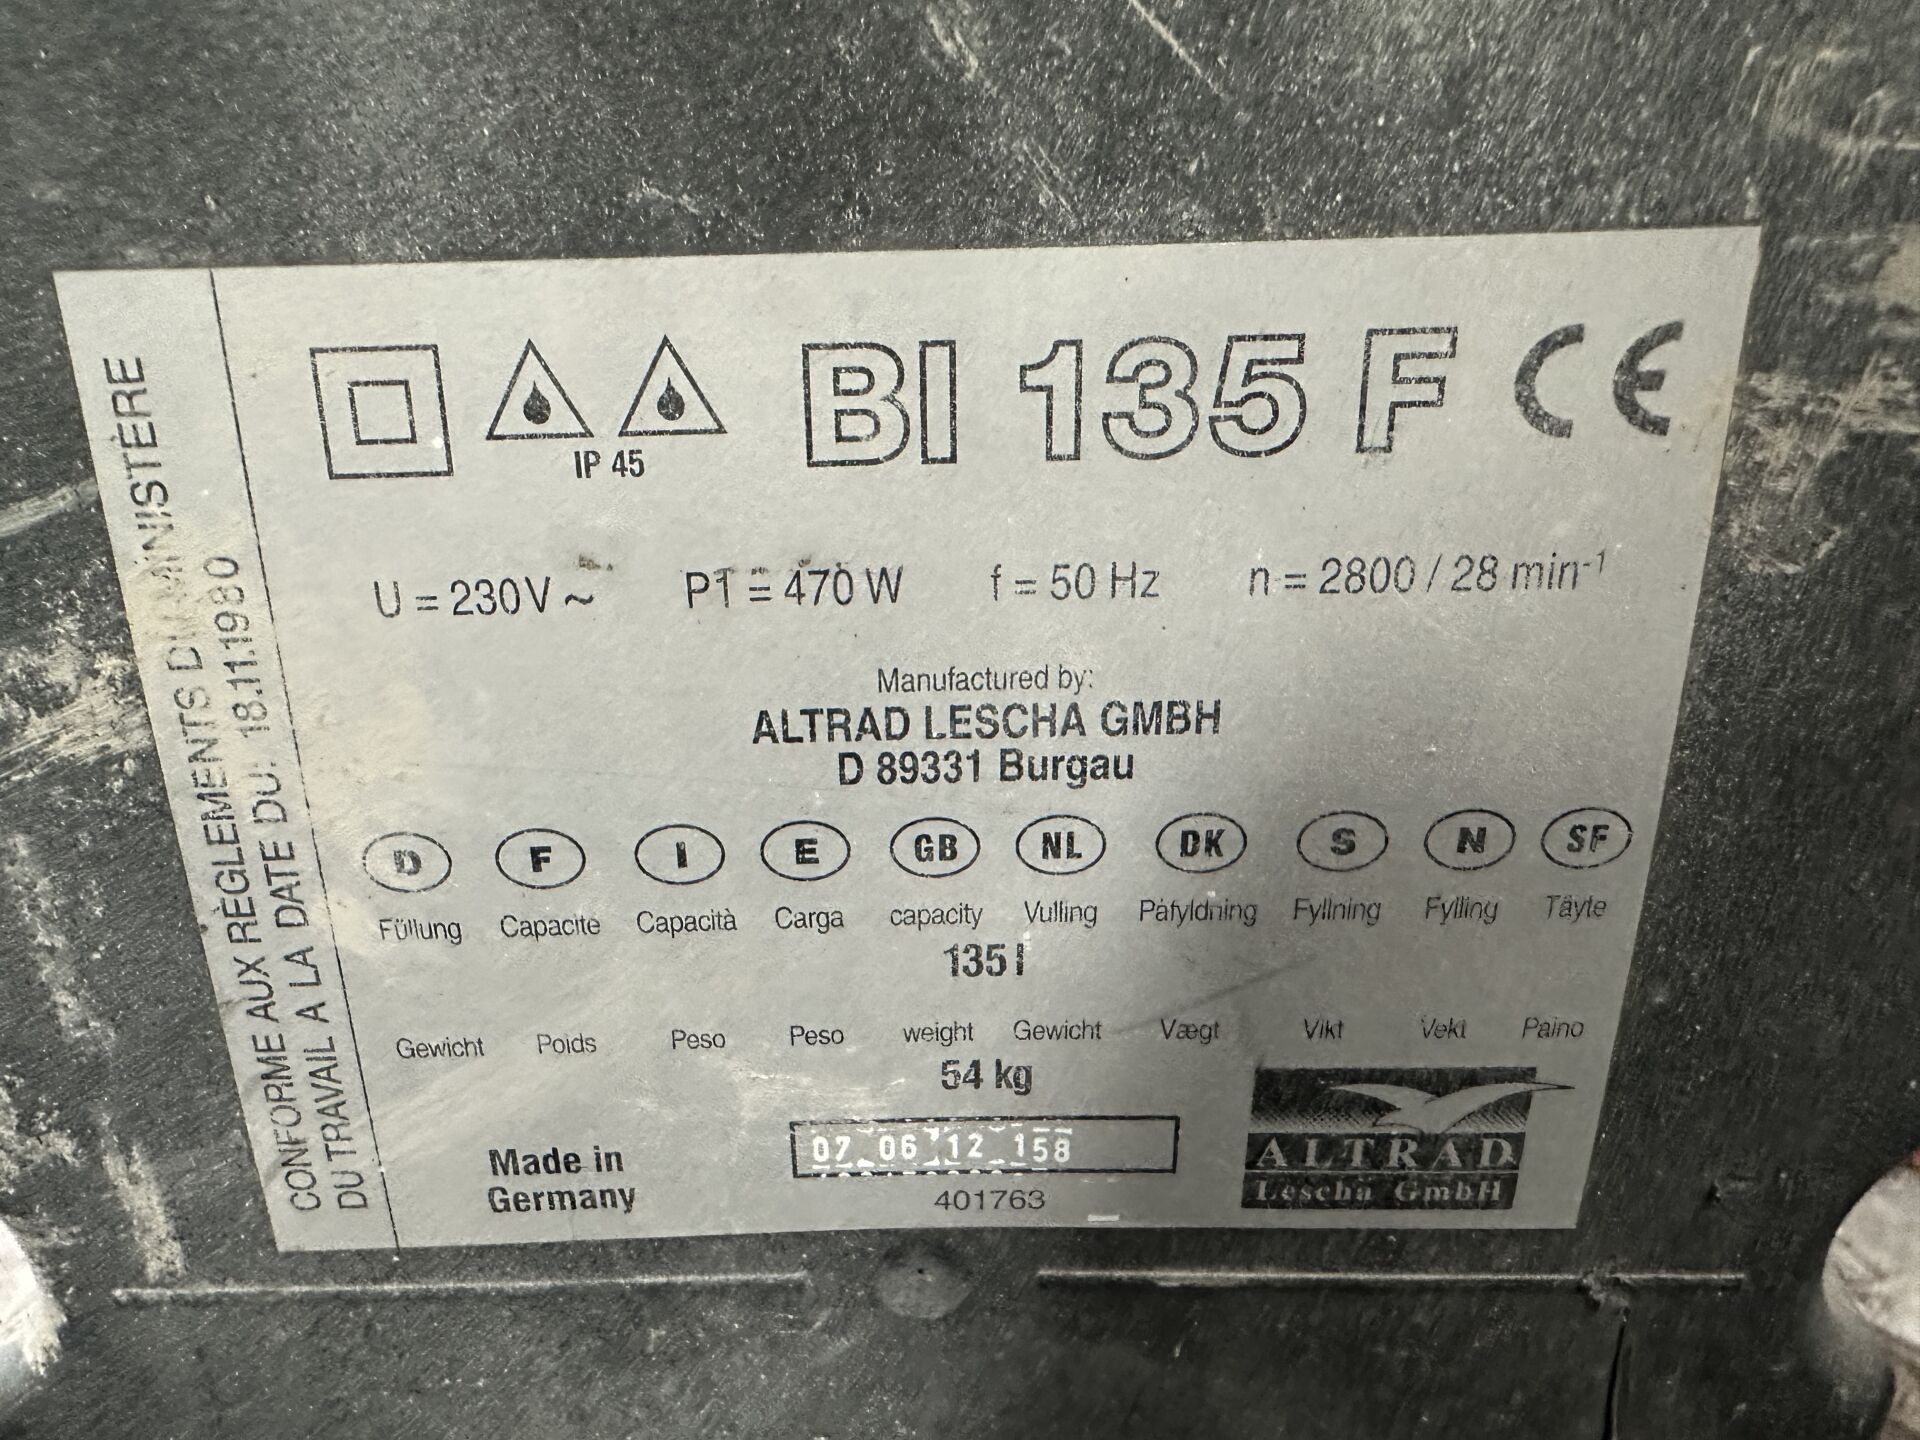 CONFORME AUX RÈGLEMENTS DU MINISTÈRE
DU TRAVAIL A LA DATE DU: 18.11.1980
BI 135 F CE
IP 45
U = 230V ~ P1 = 470 W f = 50 Hz n = 2800 / 28 min-1
Manufactured by:
ALTRAD LESCHA GMBH
D 89331 Burgau
D F I E GB NL DK S N SF
Füllung Capacite Capacità Carga capacity Vulling Påfyldning Fyllning Fylling Täyte
135 l
Gewicht Poids Peso Peso weight Gewicht Vægt Vikt Vekt Paino
54 kg
Made in
Germany
07 06 12 158
401763
ALTRAD
Lescha GmbH